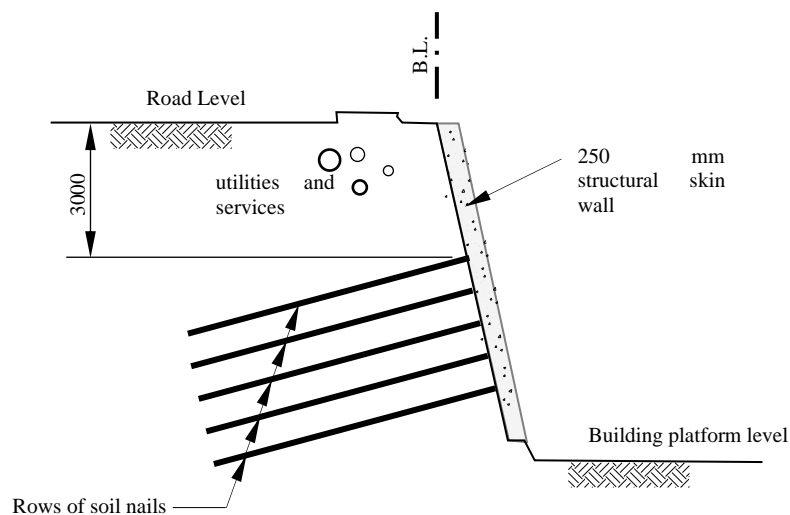 B.L.
Road Level
250 mm
structural skin
wall
utilities and
services
3000
Building platform level
Rows of soil nails